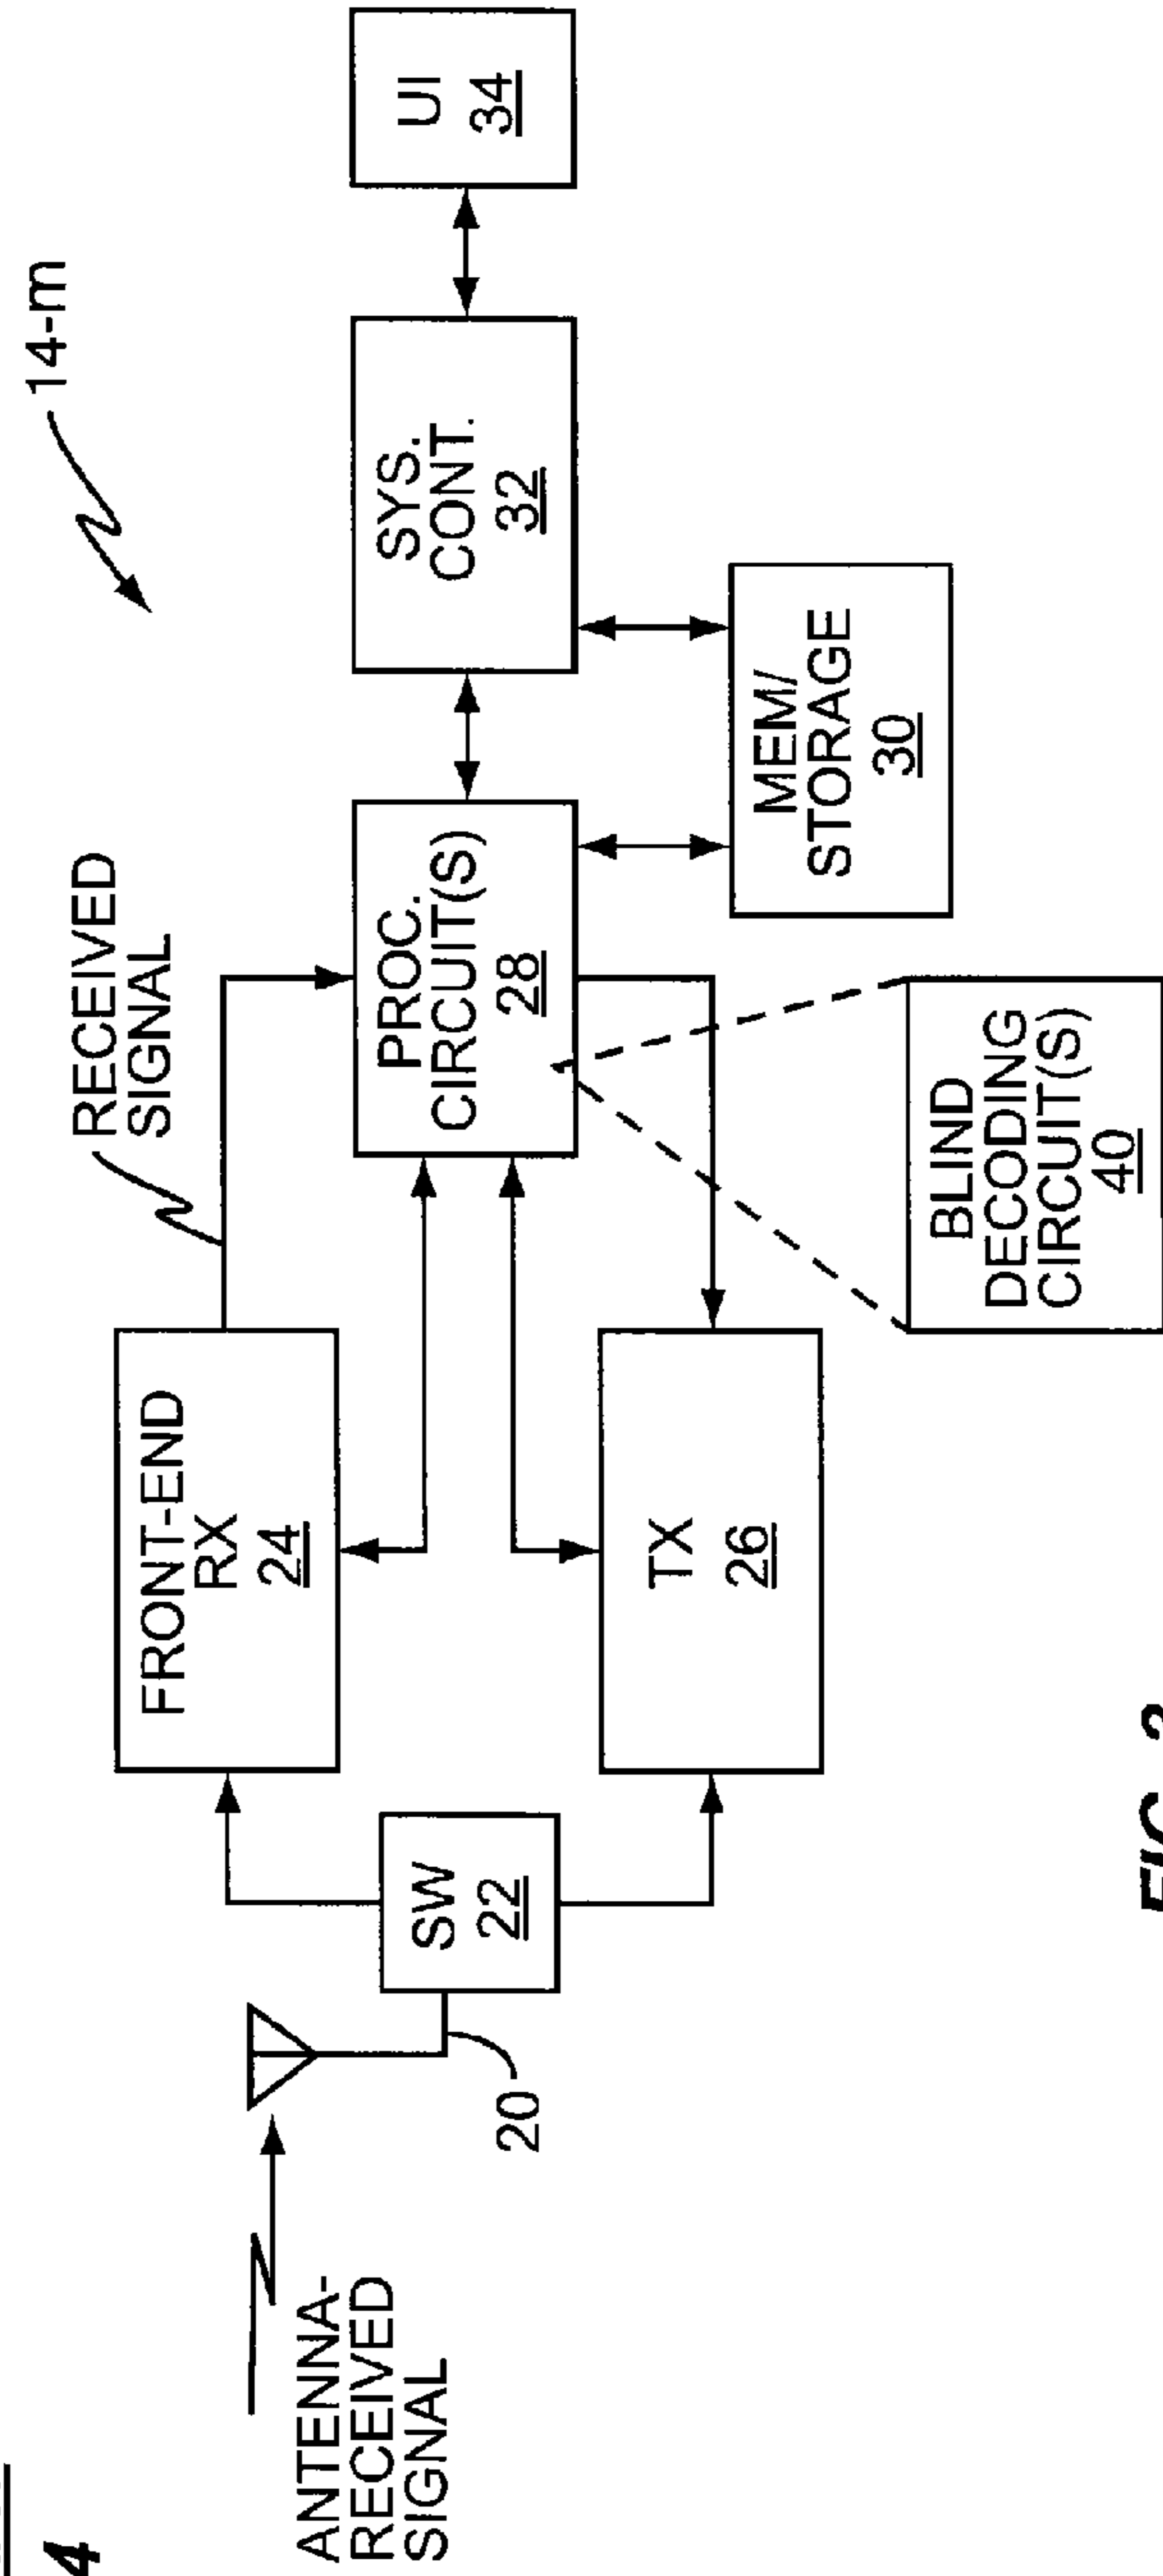 14-m
RECEIVED
SIGNAL
ANTENNA-
RECEIVED
SIGNAL
20
SW
22
FRONT-END
RX
24
TX
26
PROC.
CIRCUIT(S)
28
SYS.
CONT.
32
UI
34
MEM/
STORAGE
30
BLIND
DECODING
CIRCUIT(S)
40
4